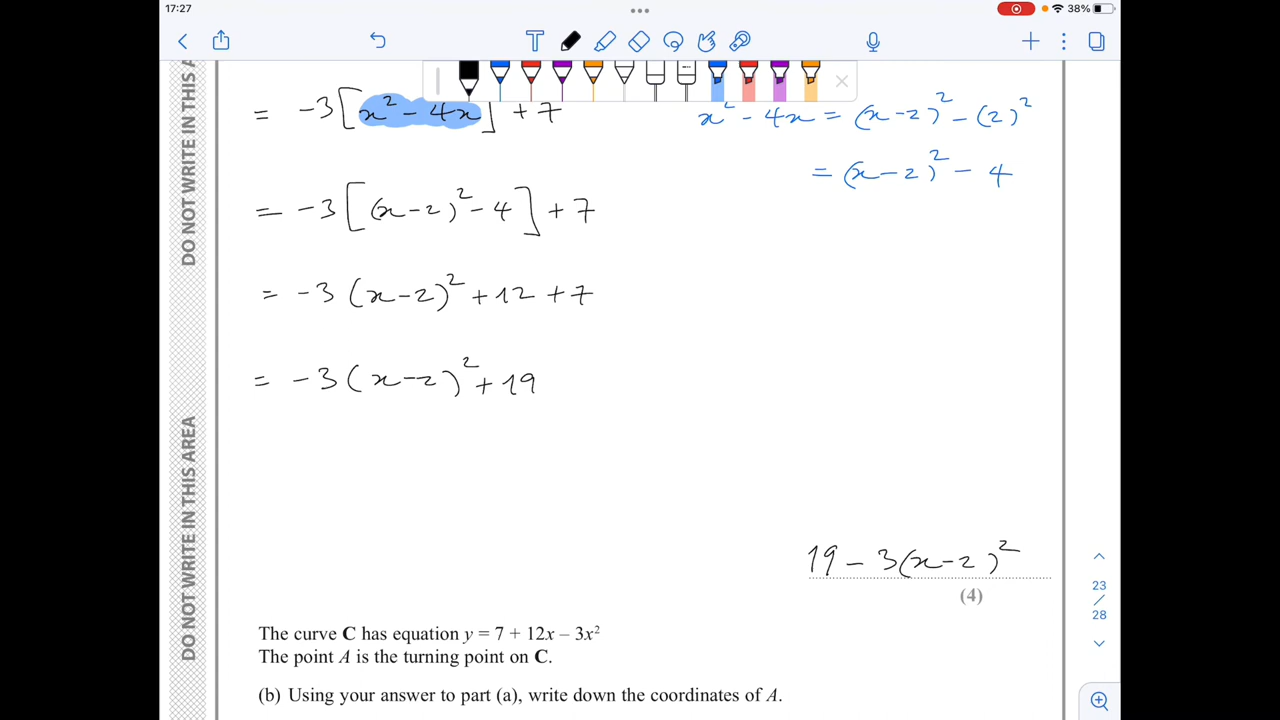 17:27
38%
T
DO NOT WRITE IN THIS A
= -3[x² - 4x] + 7
x² - 4x = (x-2)² - (2)²
= (x-2)² - 4
= -3[(x-2)² - 4] + 7
= -3(x-2)² + 12 + 7
= -3(x-2)² + 19
DO NOT WRITE IN THIS AREA
19 - 3(x-2)²
(4)
23
/
28
The curve C has equation y = 7 + 12x – 3x²
The point A is the turning point on C.
(b) Using your answer to part (a), write down the coordinates of A.